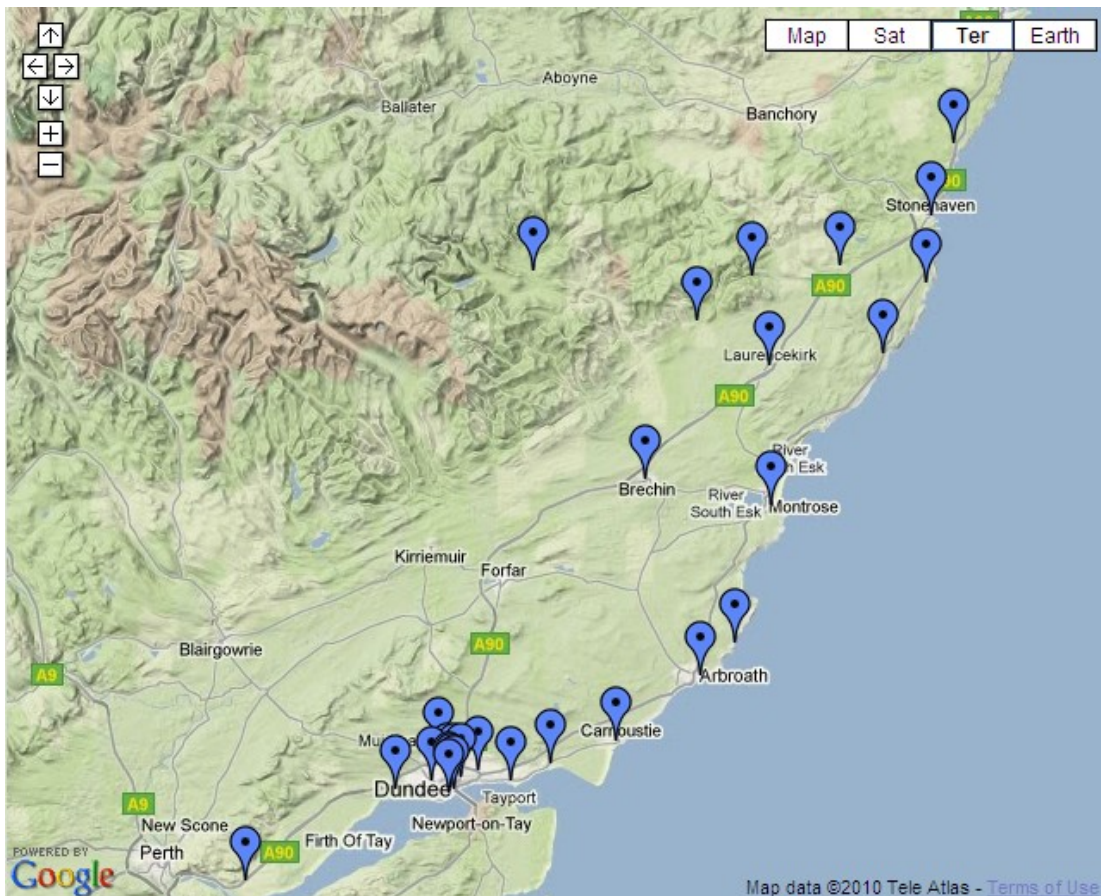 Map Sat Ter Earth
Aboyne
Ballater
Banchory
Stonehaven
A90
Laurencekirk
A90
River
South Esk
Brechin
River
South Esk
Montrose
Kirriemuir
Forfar
A90
Blairgowrie
A9
Arbroath
Carnoustie
Dundee
Tayport
A9
New Scone
Newport-on-Tay
Firth Of Tay
Perth
A90
POWERED BY
Google
Map data ©2010 Tele Atlas - Terms of Use